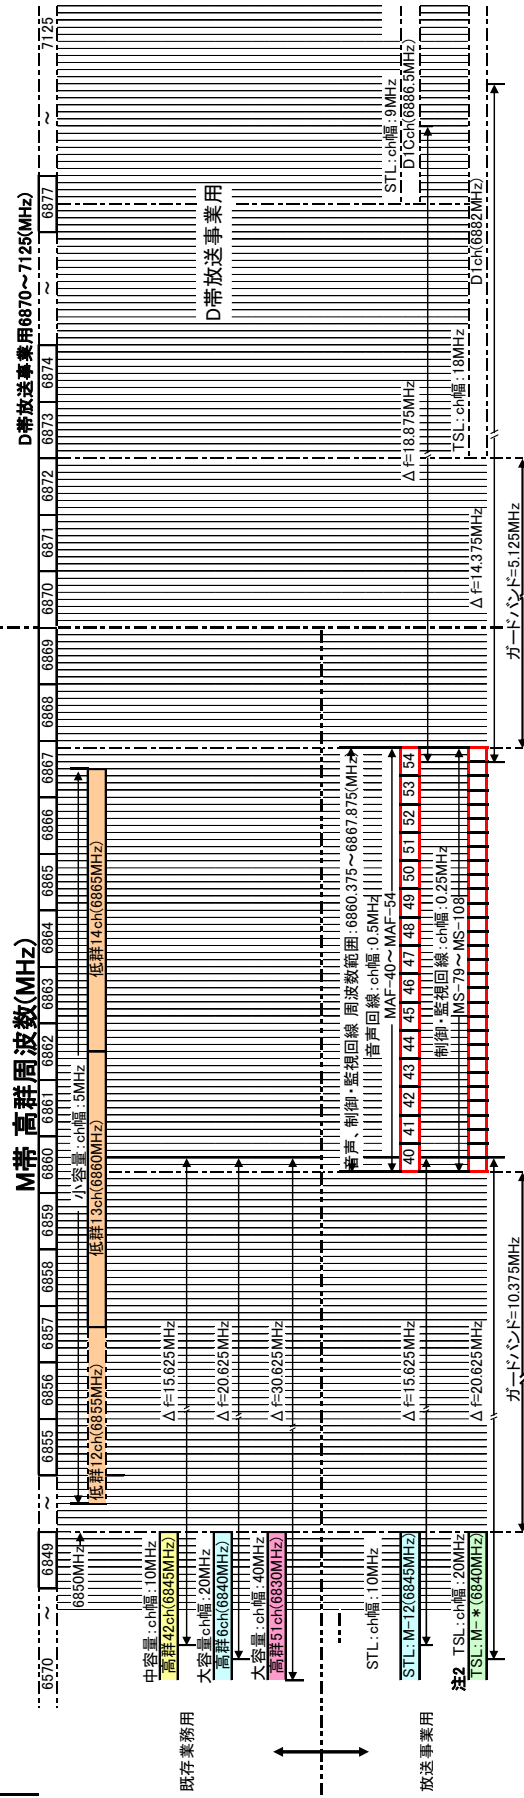 M帯 高群周波数(MHz)
D帯放送事業用6870～7125(MHz)
6570
～
6849
～
6855
6856
6857
6858
6859
6860
6861
6862
6863
6864
6865
6866
6867
6868
6869
6870
6871
6872
6873
6874
～
6877
～
7125
6850MHz
小容量:ch幅:5MHz
低群12ch(6855MHz)
低群13ch(6860MHz)
低群14ch(6865MHz)
既存業務用
中容量:ch幅:10MHz
高群42ch(6845MHz)
Δf=15.625MHz
大容量ch幅:20MHz
高群6ch(6840MHz)
Δf=20.625MHz
大容量:ch幅:40MHz
高群51ch(6830MHz)
Δf=30.625MHz
D帯放送事業用
放送事業用
音声、制御・監視回線 周波数範囲:6860.375～6867.875(MHz)
音声回線:ch幅:0.5MHz
MAF-40～MAF-54
STL:ch幅:10MHz
STL:M-12(6845MHz)
Δf=15.625MHz
40 41 42 43 44 45 46 47 48 49 50 51 52 53 54
Δf=18.875MHz
STL:ch幅:9MHz
D1Cch(6886.5MHz)
制御・監視回線:ch幅:0.25MHz
MS-79～MS-108
注2 TSL:ch幅:20MHz
TSL:M-＊(6840MHz)
Δf=20.625MHz
Δf=14.375MHz
TSL:ch幅:18MHz
D1ch(6882MHz)
ガードバンド=10.375MHz
ガードバンド=5.125MHz